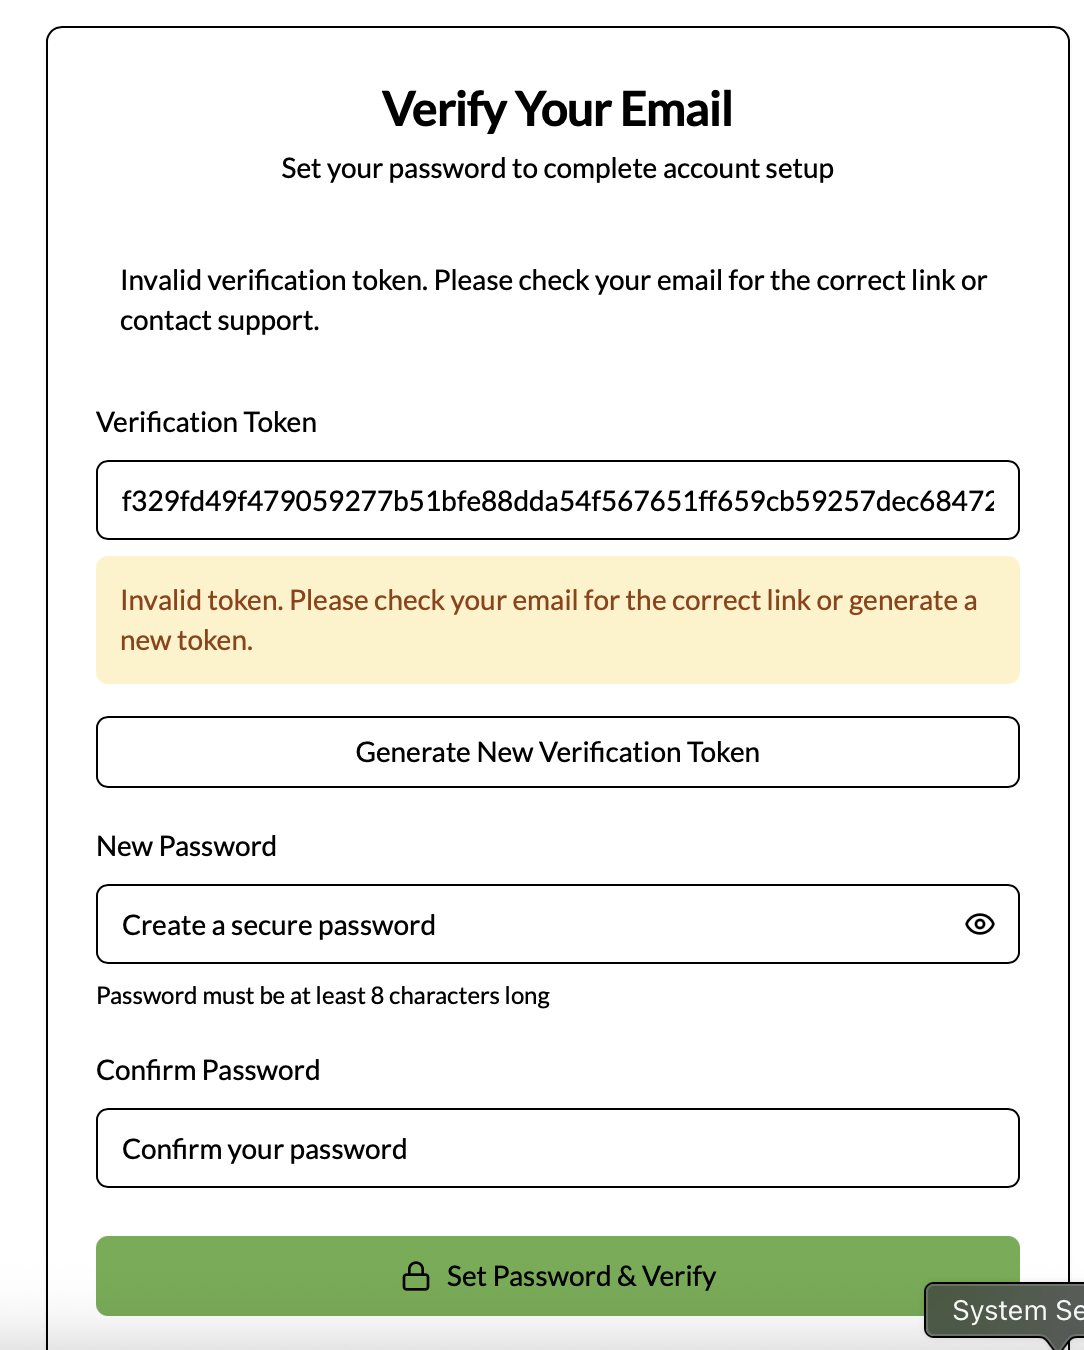 Verify Your Email
Set your password to complete account setup
Invalid verification token. Please check your email for the correct link or
contact support.
Verification Token
f329fd49f479059277b51bfe88dda54f567651ff659cb59257dec68472
Invalid token. Please check your email for the correct link or generate a
new token.
Generate New Verification Token
New Password
Create a secure password
Password must be at least 8 characters long
Confirm Password
Confirm your password
Set Password & Verify
System Se